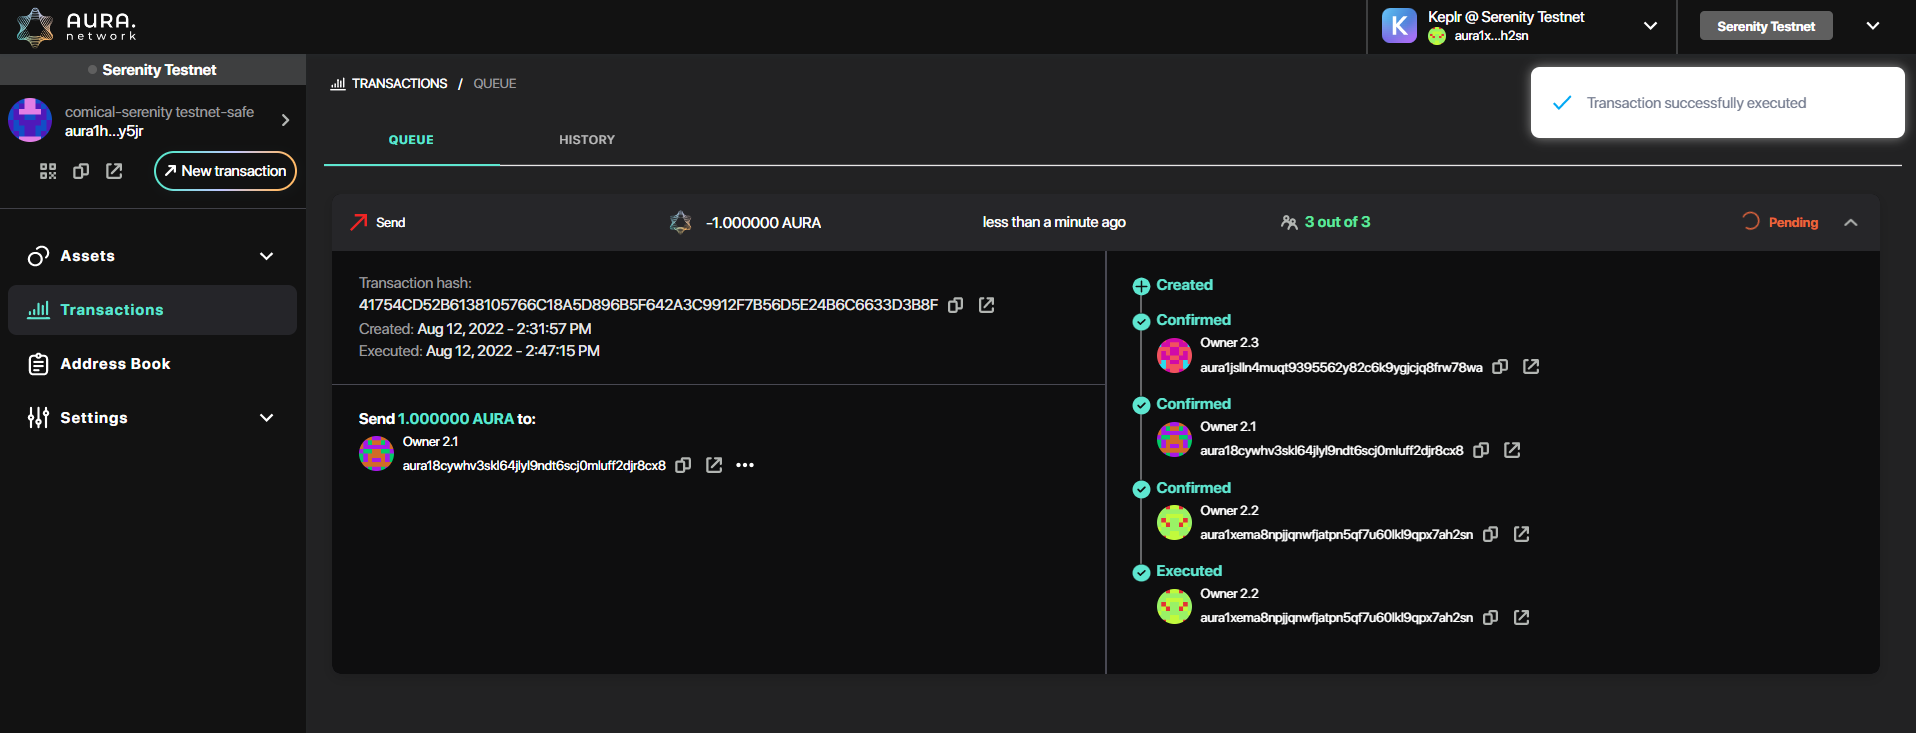 AURA.
network
Keplr @ Serenity Testnet
aura1x...h2sn
Serenity Testnet
Serenity Testnet
comical-serenity testnet-safe
aura1h...y5jr
New transaction
Assets
Transactions
Address Book
Settings
TRANSACTIONS / QUEUE
Transaction successfully executed
QUEUE
HISTORY
Send
-1.000000 AURA
less than a minute ago
3 out of 3
Pending
Transaction hash:
41754CD52B6138105766C18A5D896B5F642A3C9912F7B56D5E24B6C6633D3B8F
Created: Aug 12, 2022 - 2:31:57 PM
Executed: Aug 12, 2022 - 2:47:15 PM
Send 1.000000 AURA to:
Owner 2.1
aura18cywhv3skl64jlyl9ndt6scj0mluff2djr8cx8
Created
Confirmed
Owner 2.3
aura1jslln4muqt9395562y82c6k9ygjcjq8frw78wa
Confirmed
Owner 2.1
aura18cywhv3skl64jlyl9ndt6scj0mluff2djr8cx8
Confirmed
Owner 2.2
aura1xema8npjjqnwfjatpn5qf7u60lkl9qpx7ah2sn
Executed
Owner 2.2
aura1xema8npjjqnwfjatpn5qf7u60lkl9qpx7ah2sn